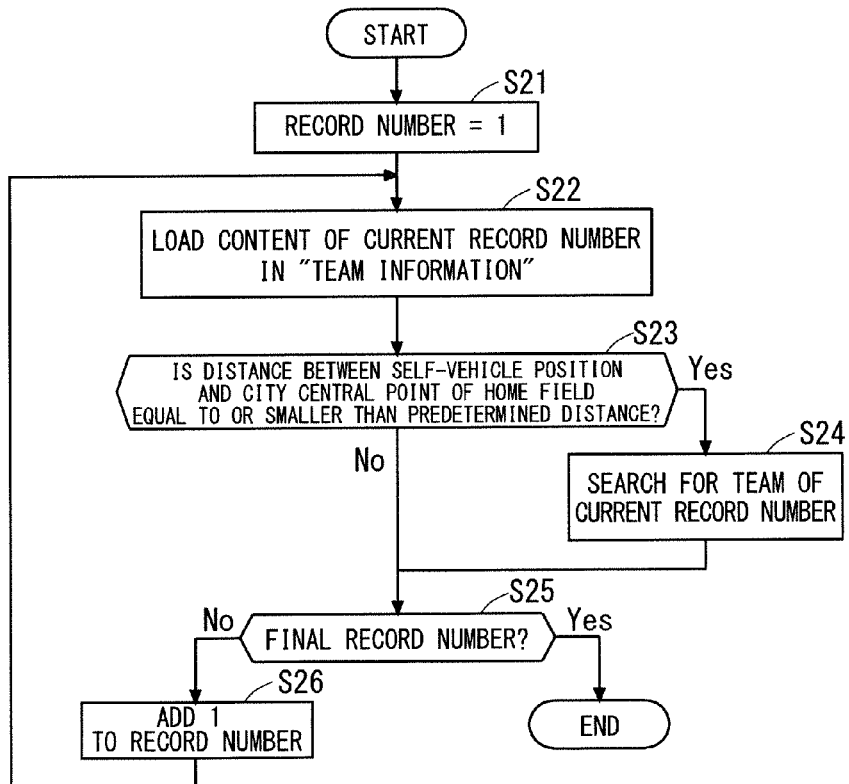 START
S21
RECORD NUMBER = 1
S22
LOAD CONTENT OF CURRENT RECORD NUMBER
IN "TEAM INFORMATION"
S23
IS DISTANCE BETWEEN SELF-VEHICLE POSITION
AND CITY CENTRAL POINT OF HOME FIELD
EQUAL TO OR SMALLER THAN PREDETERMINED DISTANCE?
Yes
No
S24
SEARCH FOR TEAM OF
CURRENT RECORD NUMBER
S25
No
FINAL RECORD NUMBER?
Yes
S26
ADD 1
TO RECORD NUMBER
END